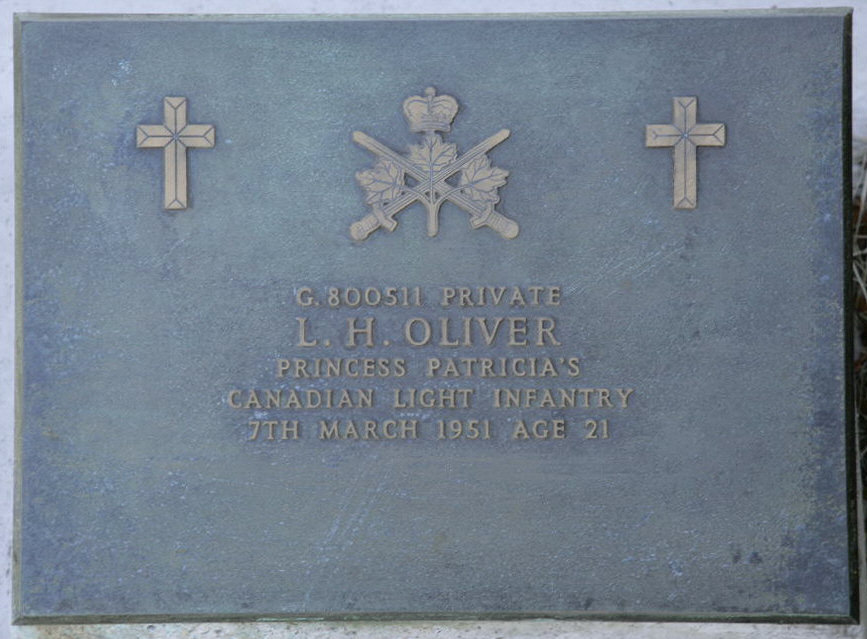 G. 800511 PRIVATE
L. H. OLIVER
PRINCESS PATRICIA'S
CANADIAN LIGHT INFANTRY
7TH MARCH 1951 AGE 21